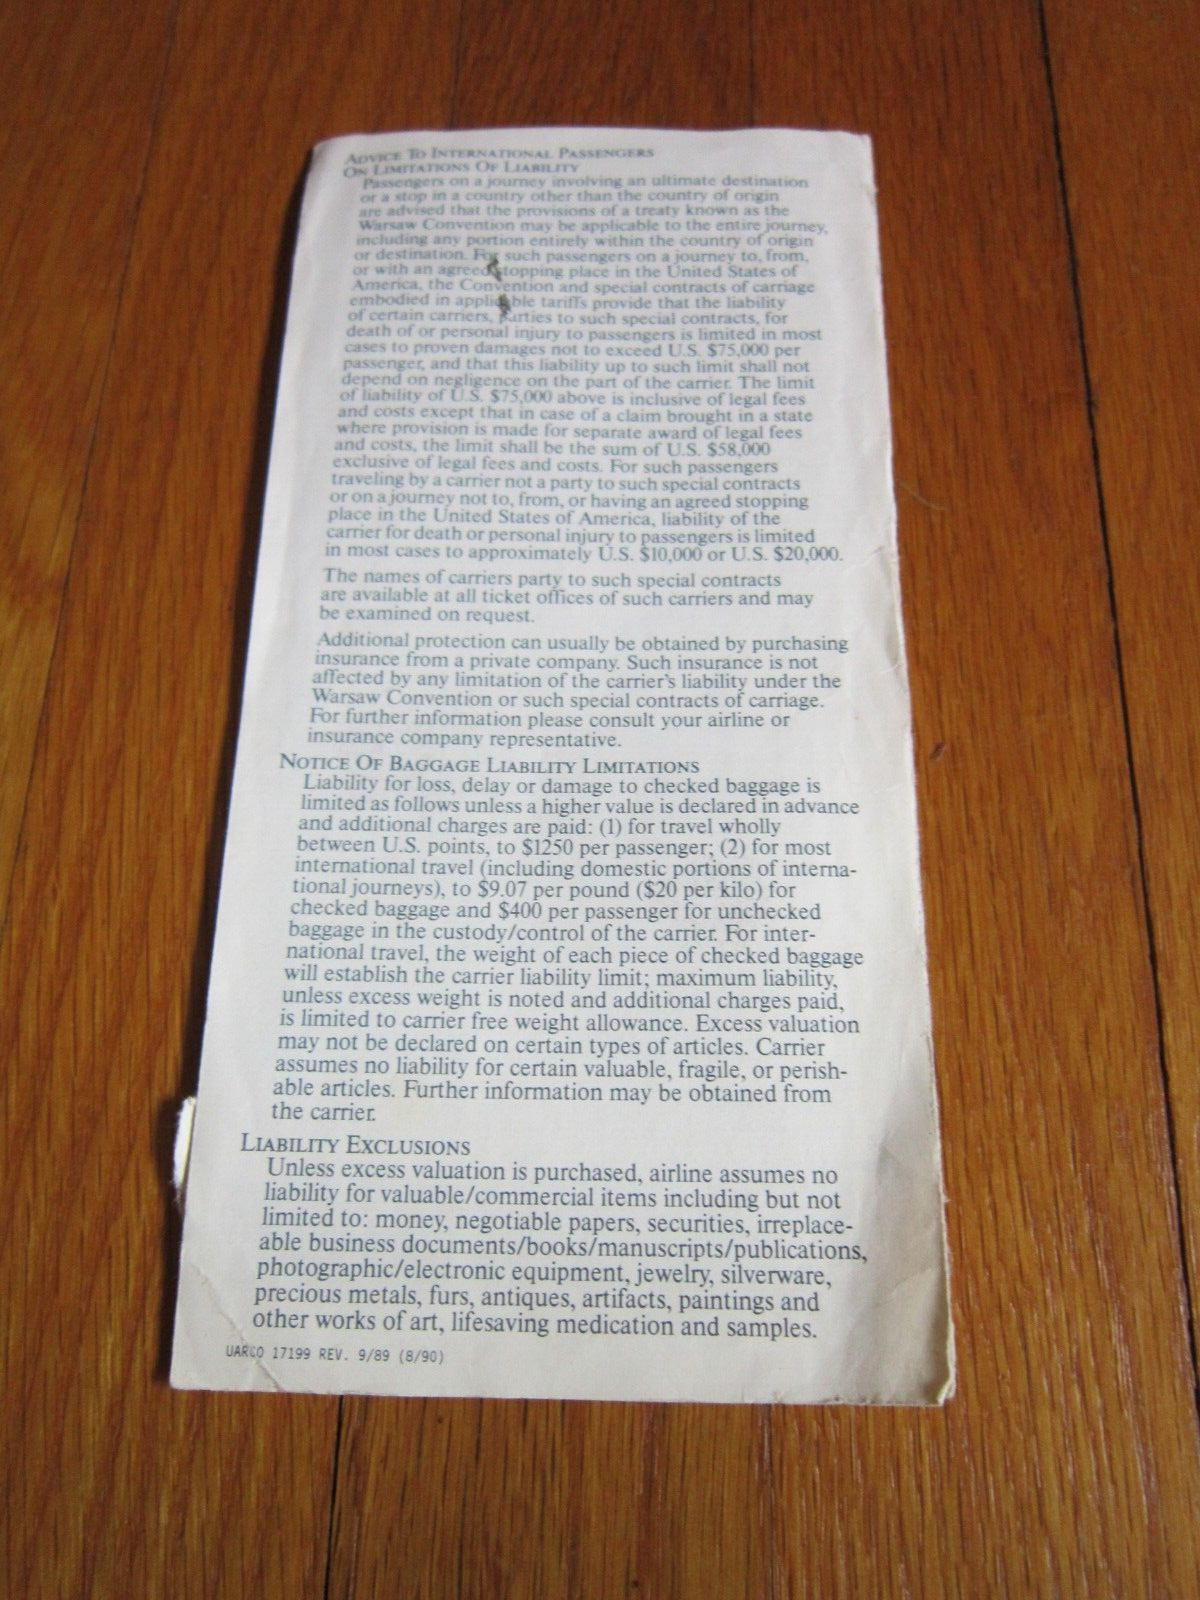 ADVICE TO INTERNATIONAL PASSENGERS
ON LIMITATIONS OF LIABILITY
Passengers on a journey involving an ultimate destination
or a stop in a country other than the country of origin
are advised that the provisions of a treaty known as the
Warsaw Convention may be applicable to the entire journey,
including any portion entirely within the country of origin
or destination. For such passengers on a journey to, from,
or with an agreed stopping place in the United States of
America, the Convention and special contracts of carriage
embodied in applicable tariffs provide that the liability
of certain carriers, parties to such special contracts, for
death of or personal injury to passengers is limited in most
cases to proven damages not to exceed U.S. $75,000 per
passenger, and that this liability up to such limit shall not
depend on negligence on the part of the carrier. The limit
of liability of U.S. $75,000 above is inclusive of legal fees
and costs except that in case of a claim brought in a state
where provision is made for separate award of legal fees
and costs, the limit shall be the sum of U.S. $58,000
exclusive of legal fees and costs. For such passengers
traveling by a carrier not a party to such special contracts
or on a journey not to, from, or having an agreed stopping
place in the United States of America, liability of the
carrier for death or personal injury to passengers is limited
in most cases to approximately U.S. $10,000 or U.S. $20,000.
The names of carriers party to such special contracts
are available at all ticket offices of such carriers and may
be examined on request.
Additional protection can usually be obtained by purchasing
insurance from a private company. Such insurance is not
affected by any limitation of the carrier's liability under the
Warsaw Convention or such special contracts of carriage.
For further information please consult your airline or
insurance company representative.
NOTICE OF BAGGAGE LIABILITY LIMITATIONS
Liability for loss, delay or damage to checked baggage is
limited as follows unless a higher value is declared in advance
and additional charges are paid: (1) for travel wholly
between U.S. points, to $1250 per passenger; (2) for most
international travel (including domestic portions of interna-
tional journeys), to $9.07 per pound ($20 per kilo) for
checked baggage and $400 per passenger for unchecked
baggage in the custody/control of the carrier. For inter-
national travel, the weight of each piece of checked baggage
will establish the carrier liability limit; maximum liability,
unless excess weight is noted and additional charges paid,
is limited to carrier free weight allowance. Excess valuation
may not be declared on certain types of articles. Carrier
assumes no liability for certain valuable, fragile, or perish-
able articles. Further information may be obtained from
the carrier.
LIABILITY EXCLUSIONS
Unless excess valuation is purchased, airline assumes no
liability for valuable/commercial items including but not
limited to: money, negotiable papers, securities, irreplace-
able business documents/books/manuscripts/publications,
photographic/electronic equipment, jewelry, silverware,
precious metals, furs, antiques, artifacts, paintings and
other works of art, lifesaving medication and samples.
UARCO 17199 REV. 9/89 (8/90)